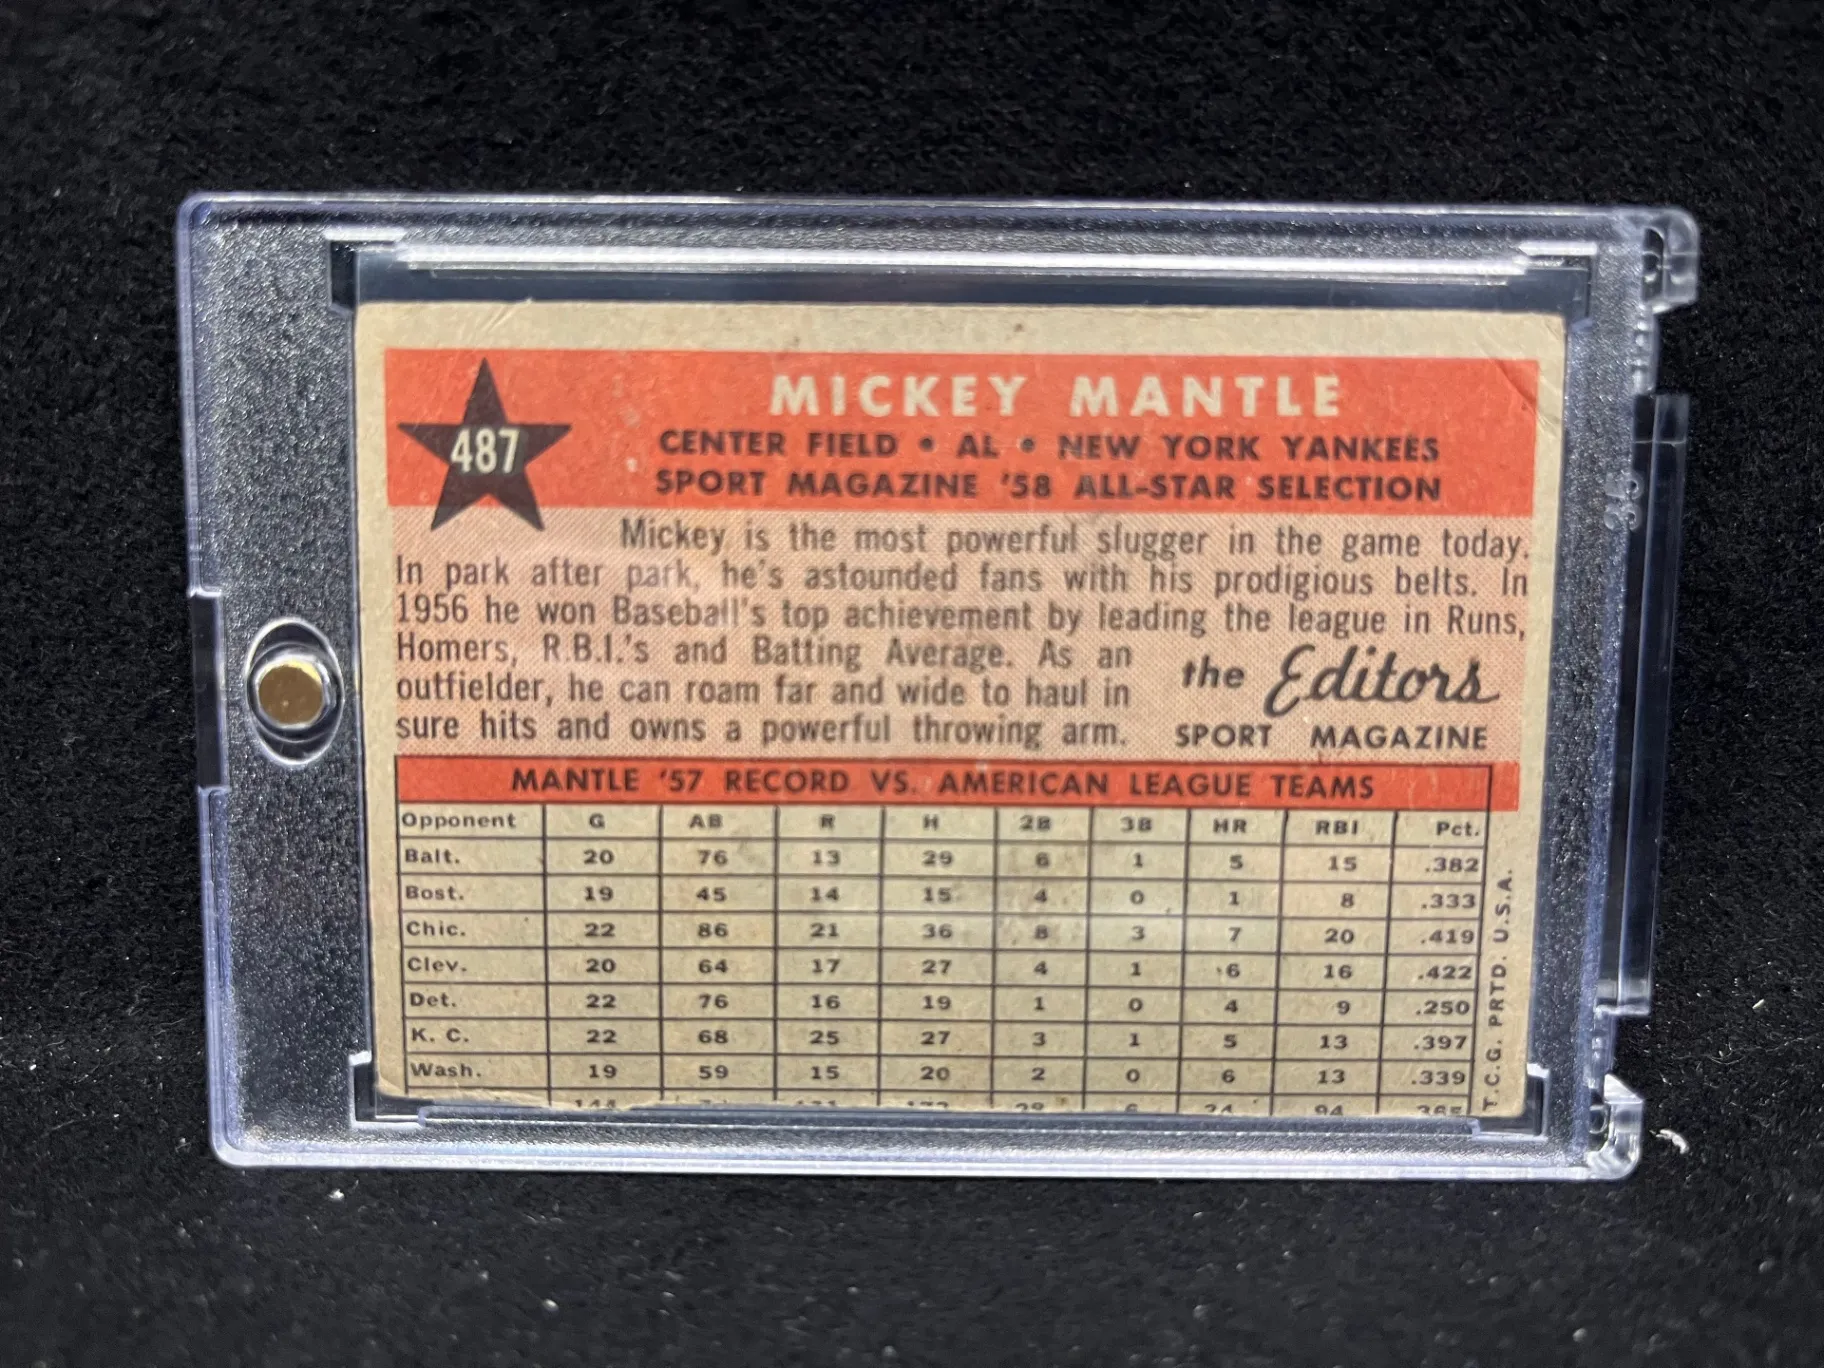 MICKEY MANTLE
487
CENTER FIELD • AL • NEW YORK YANKEES
SPORT MAGAZINE '58 ALL-STAR SELECTION
Mickey is the most powerful slugger in the game today.
In park after park, he's astounded fans with his prodigious belts. In
1956 he won Baseball's top achievement by leading the league in Runs,
Homers, R.B.I.'s and Batting Average. As an
outfielder, he can roam far and wide to haul in
sure hits and owns a powerful throwing arm.
the Editors
SPORT MAGAZINE
MANTLE '57 RECORD VS. AMERICAN LEAGUE TEAMS
Opponent G AB R H 2B 3B HR RBI Pct.
Balt. 20 76 13 29 6 1 5 15 .382
Bost. 19 45 14 15 4 0 1 8 .333
Chic. 22 86 21 36 8 3 7 20 .419
Clev. 20 64 17 27 4 1 6 16 .422
Det. 22 76 16 19 1 0 4 9 .250
K. C. 22 68 25 27 3 1 5 13 .397
Wash. 19 59 15 20 2 0 6 13 .339
T.C.G. PRTD. U.S.A.